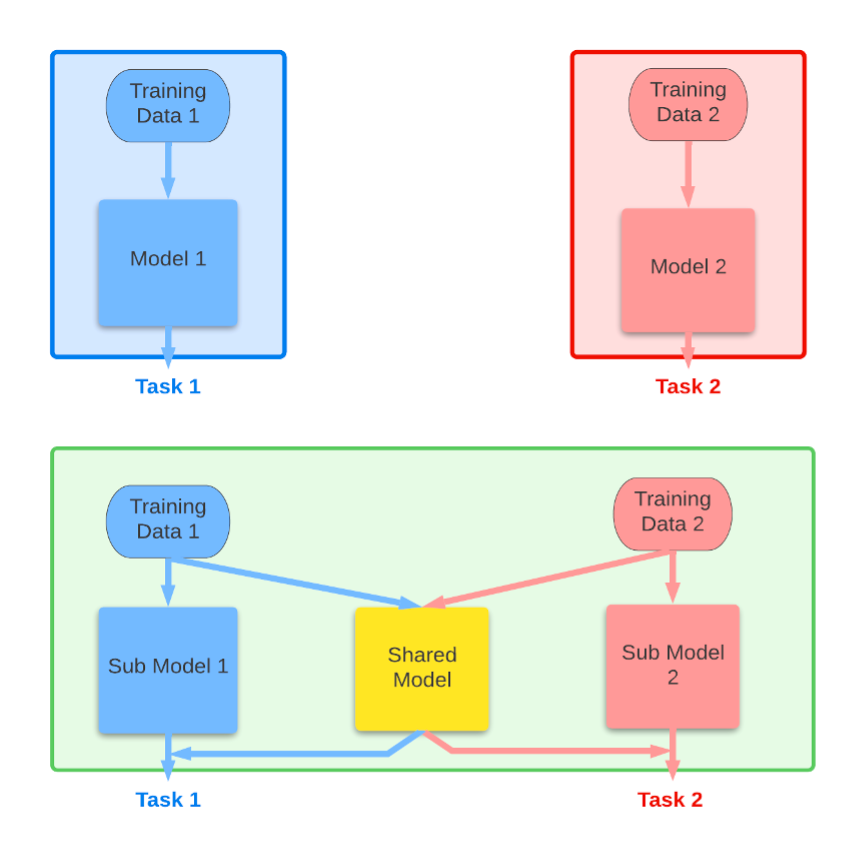 Training
Data 1
Training
Data 2
Model 1
Model 2
Task 1
Task 2
Training
Data 1
Training
Data 2
Sub Model 1
Shared
Model
Sub Model
2
Task 1
Task 2